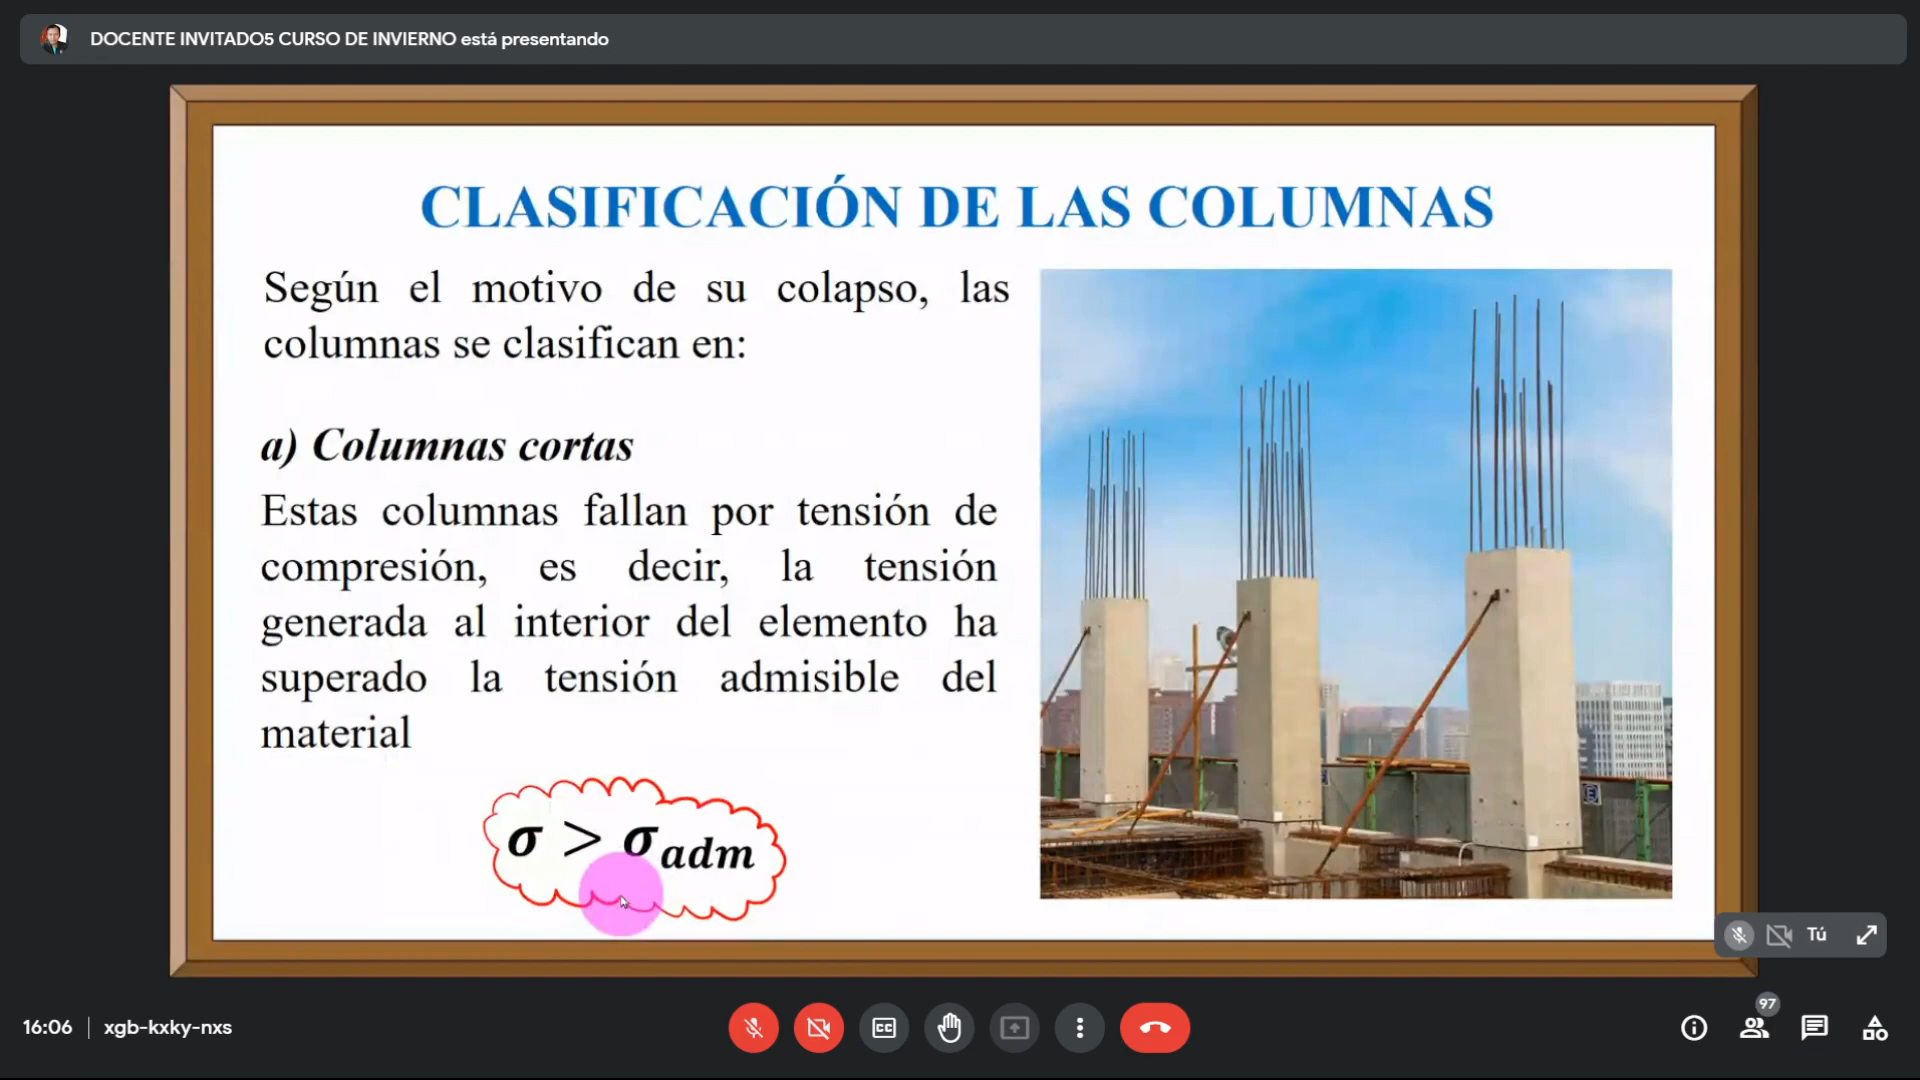 DOCENTE INVITADO5 CURSO DE INVIERNO está presentando
CLASIFICACIÓN DE LAS COLUMNAS
Según el motivo de su colapso, las
columnas se clasifican en:
a) Columnas cortas
Estas columnas fallan por tensión de
compresión, es decir, la tensión
generada al interior del elemento ha
superado la tensión admisible del
material
σ > σadm
Tú
16:06 | xgb-kxky-nxs
CC
97